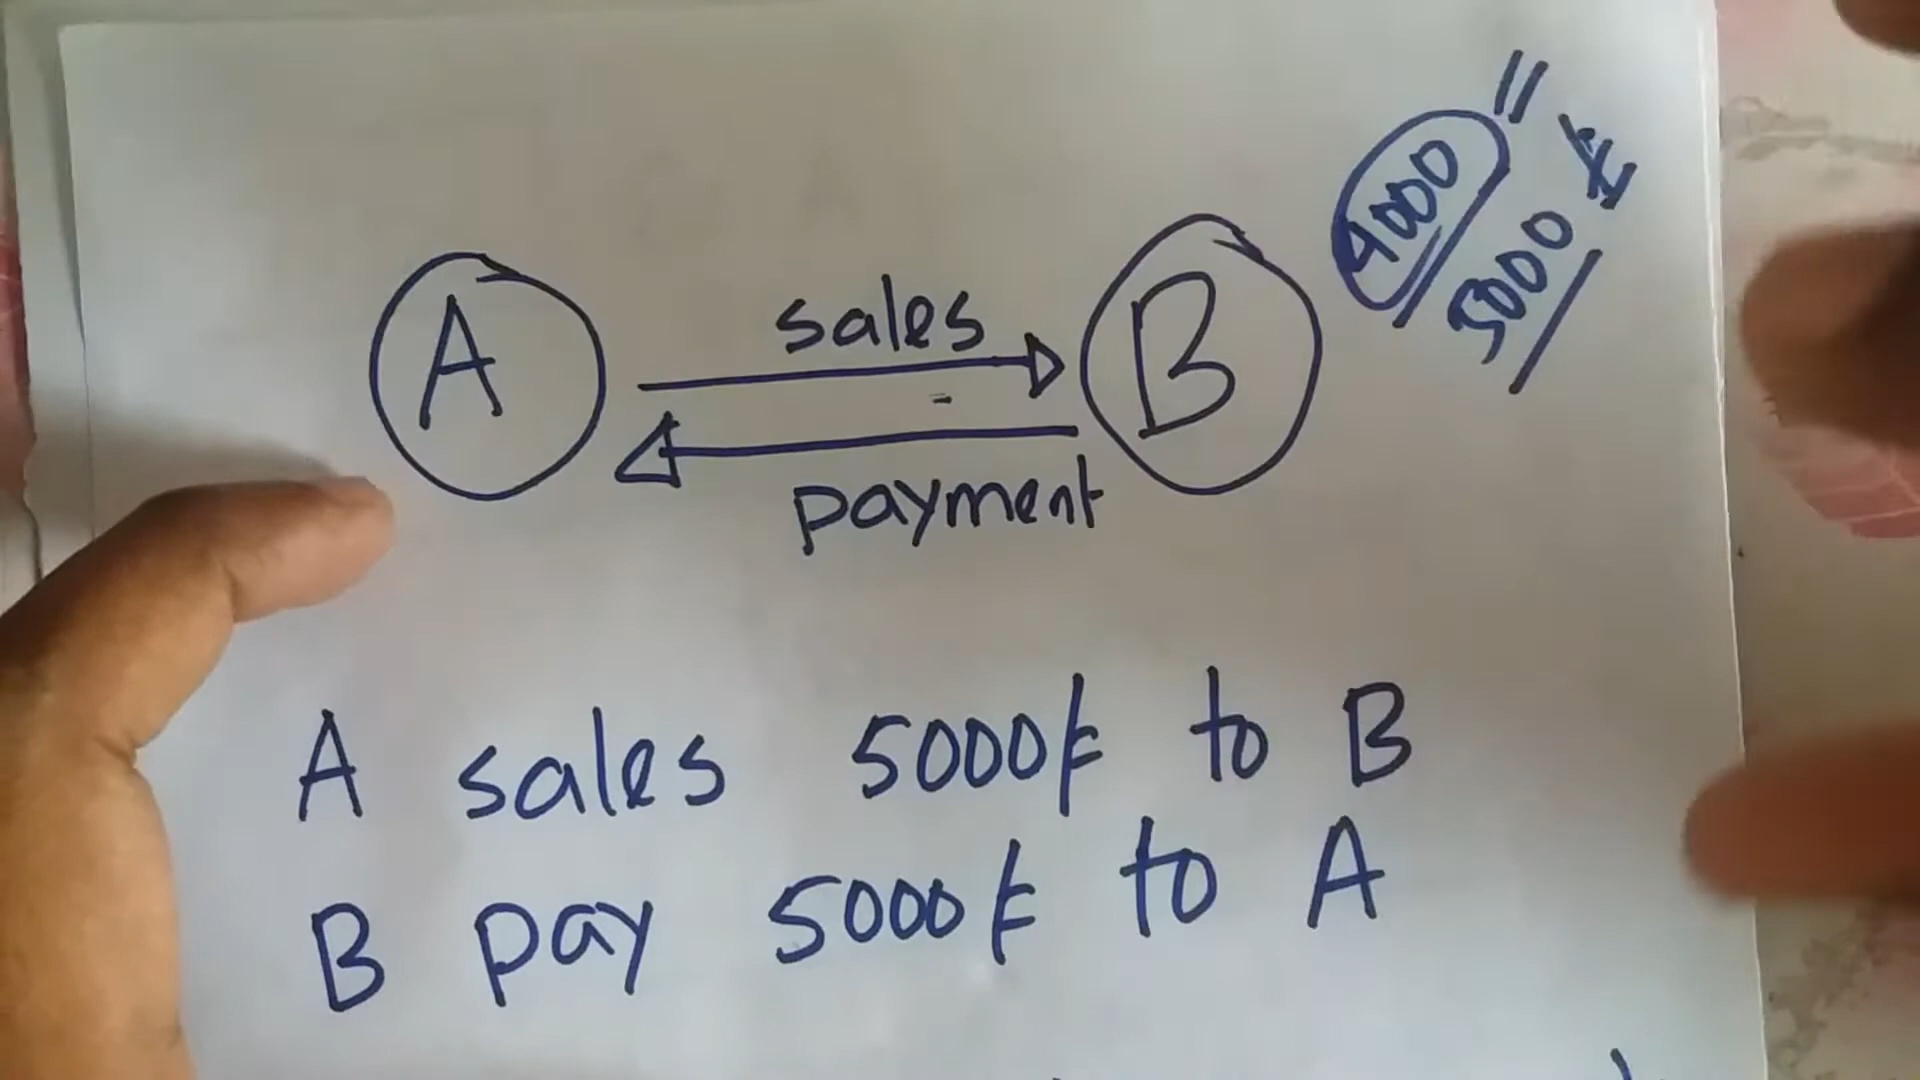 A
sales
B
payment
4000
5000 ₺
A sales 5000₺ to B
B pay 5000₺ to A